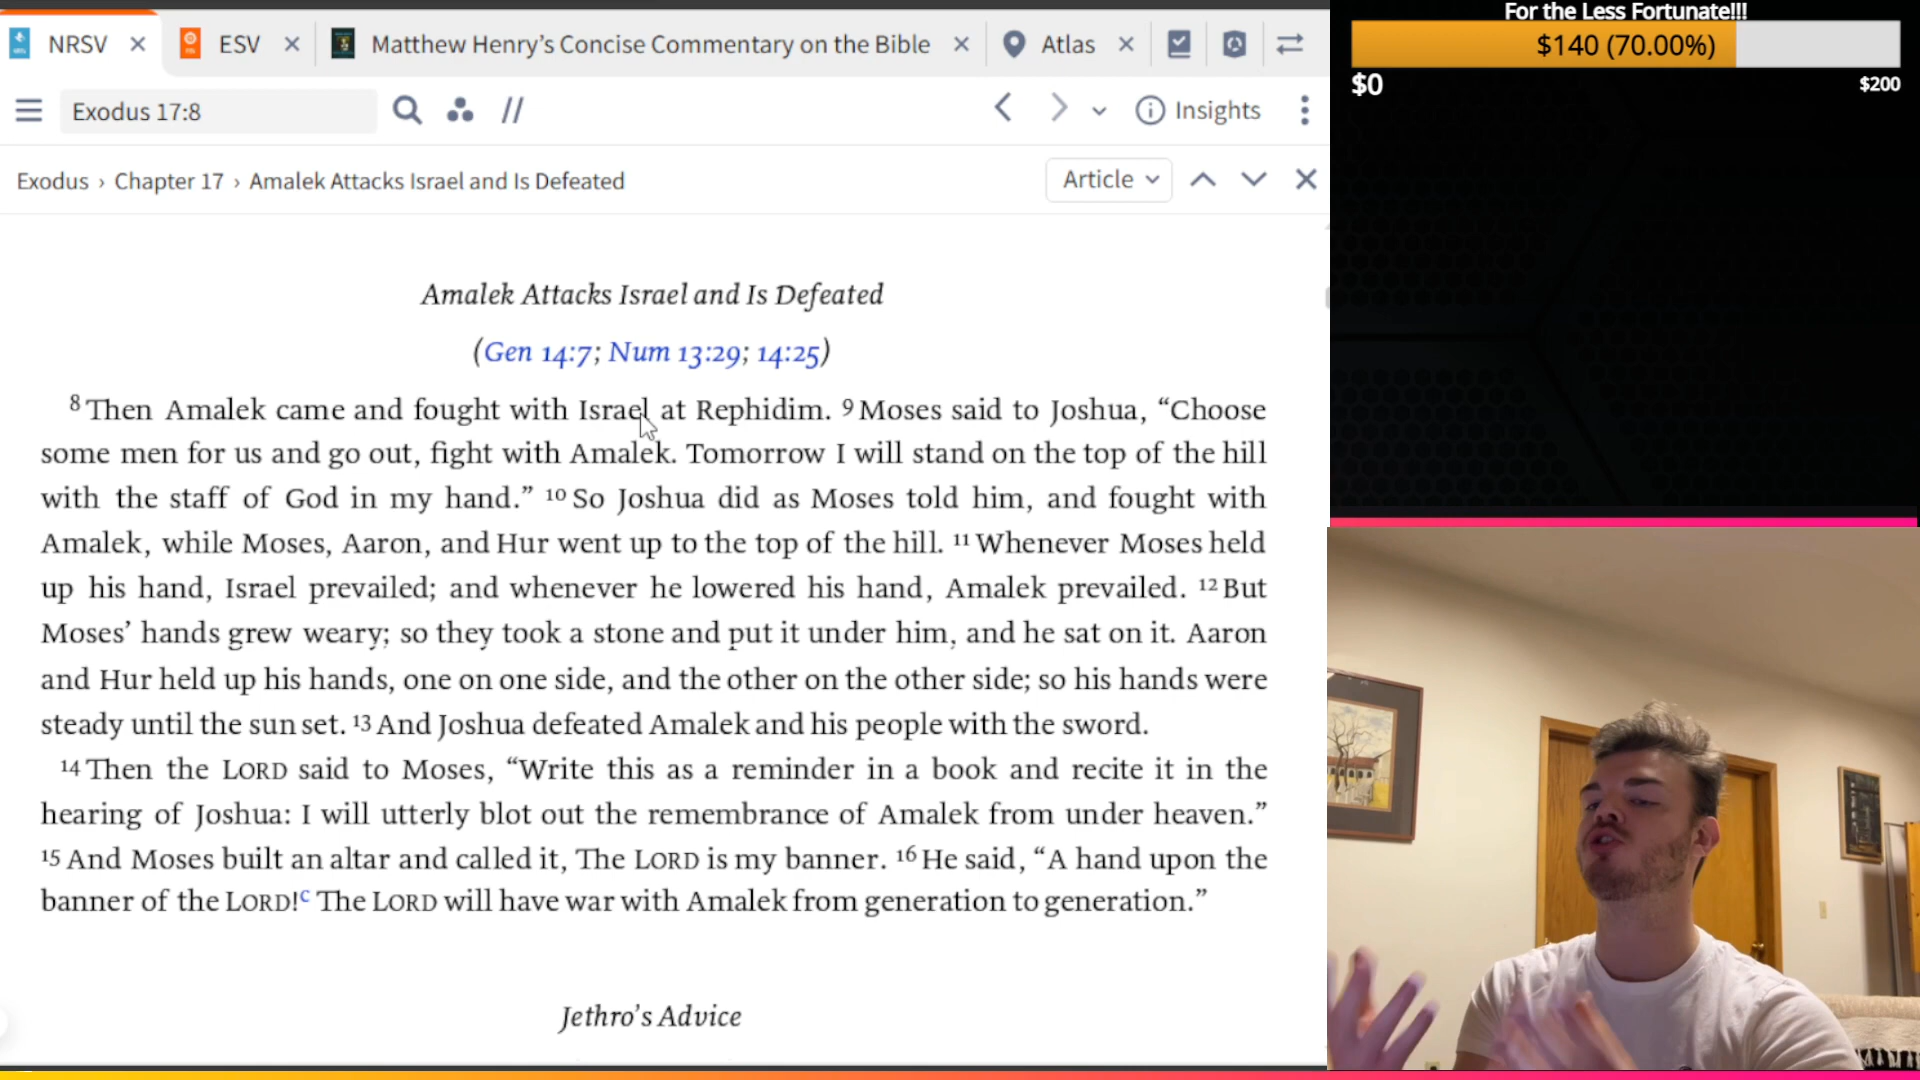 NRSV
ESV
Matthew Henry’s Concise Commentary on the Bible
Atlas
Exodus 17:8
//
Insights
Exodus › Chapter 17 › Amalek Attacks Israel and Is Defeated
Article
Amalek Attacks Israel and Is Defeated
(Gen 14:7; Num 13:29; 14:25)
8 Then Amalek came and fought with Israel at Rephidim. 9 Moses said to Joshua, “Choose
some men for us and go out, fight with Amalek. Tomorrow I will stand on the top of the hill
with the staff of God in my hand.” 10 So Joshua did as Moses told him, and fought with
Amalek, while Moses, Aaron, and Hur went up to the top of the hill. 11 Whenever Moses held
up his hand, Israel prevailed; and whenever he lowered his hand, Amalek prevailed. 12 But
Moses’ hands grew weary; so they took a stone and put it under him, and he sat on it. Aaron
and Hur held up his hands, one on one side, and the other on the other side; so his hands were
steady until the sun set. 13 And Joshua defeated Amalek and his people with the sword.
14 Then the LORD said to Moses, “Write this as a reminder in a book and recite it in the
hearing of Joshua: I will utterly blot out the remembrance of Amalek from under heaven.”
15 And Moses built an altar and called it, The LORD is my banner. 16 He said, “A hand upon the
banner of the LORD!c The LORD will have war with Amalek from generation to generation.”
Jethro’s Advice
For the Less Fortunate!!!
$140 (70.00%)
$0
$200